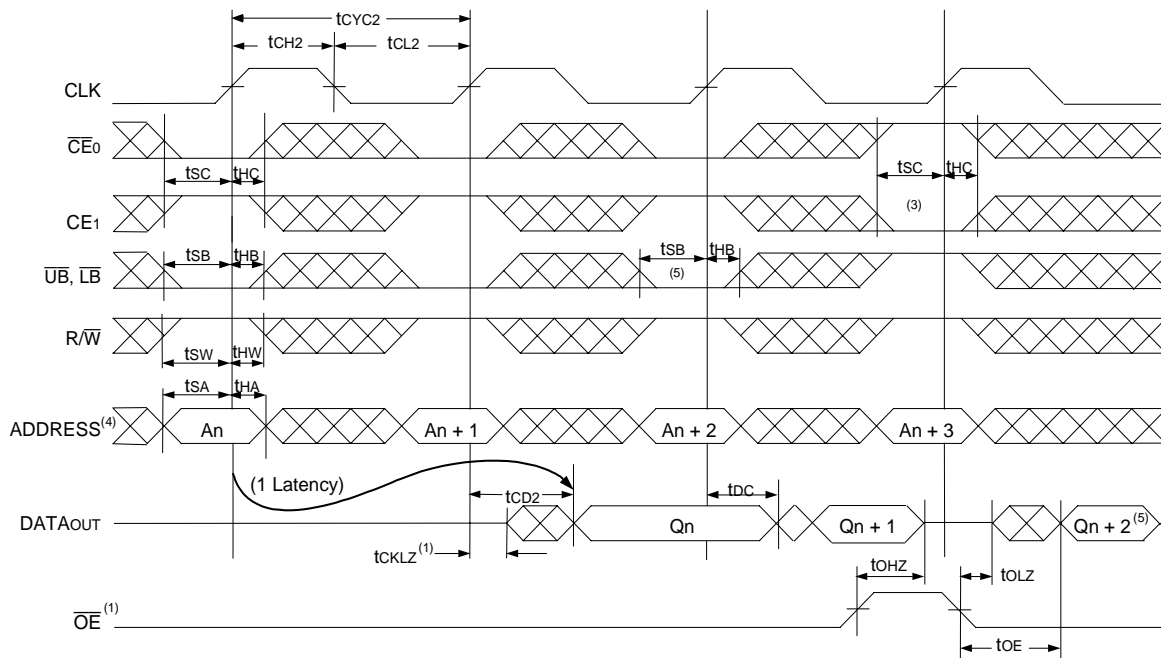 tCYC2
tCH2 tCL2
CLK
CE0
tSC tHC tSC tHC
CE1 (3)
tSB tHB tSB tHB
UB, LB (5)
R/W
tSW tHW
tSA tHA
ADDRESS(4) An An + 1 An + 2 An + 3
(1 Latency) tCD2 tDC
DATAOUT Qn Qn + 1 Qn + 2(5)
tCKLZ(1) tOHZ tOLZ
OE(1)
tOE